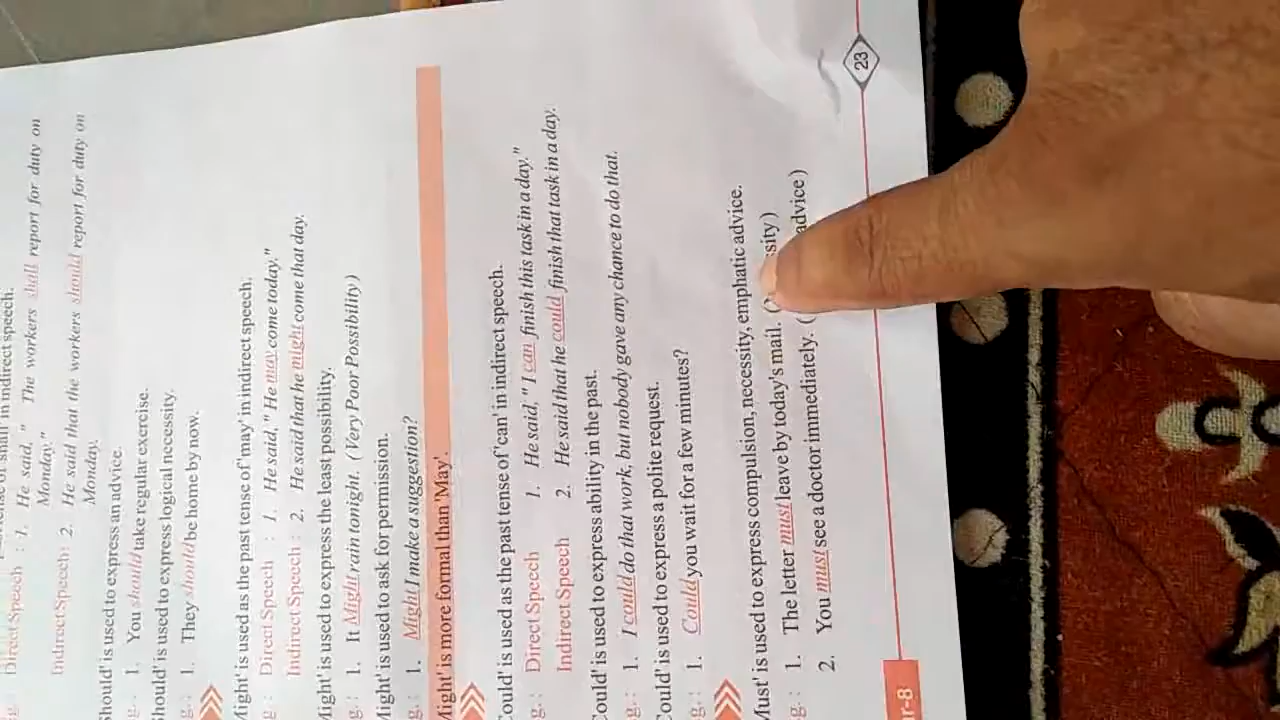 in indirect speech.
Direct Speech : 1. He said, " The workers shall report for duty on
Monday."
Indirect Speech : 2. He said that the workers should report for duty on
Monday.
Should' is used to express an advice.
g. : 1. You should take regular exercise.
hould' is used to express logical necessity.
g. : 1. They should be home by now.
Might' is used as the past tense of 'may' in indirect speech.
g : Direct Speech : 1. He said, " He may come today."
Indirect Speech : 2. He said that he might come that day.
Might' is used to express the least possibility.
g. : 1. It Might rain tonight. (Very Poor Possibility)
Might' is used to ask for permission.
g. : 1. Might I make a suggestion?
Might' is more formal than 'May'.
Could' is used as the past tense of 'can' in indirect speech.
g. : Direct Speech 1. He said, " I can finish this task in a day."
Indirect Speech 2. He said that he could finish that task in a day.
Could' is used to express ability in the past.
g. : 1. I could do that work, but nobody gave any chance to do that.
Could' is used to express a polite request.
g. : 1. Could you wait for a few minutes?
Must' is used to express compulsion, necessity, emphatic advice.
g. : 1. The letter must leave by today's mail. ( sity)
2. You must see a doctor immediately. ( advice)
r-8
23